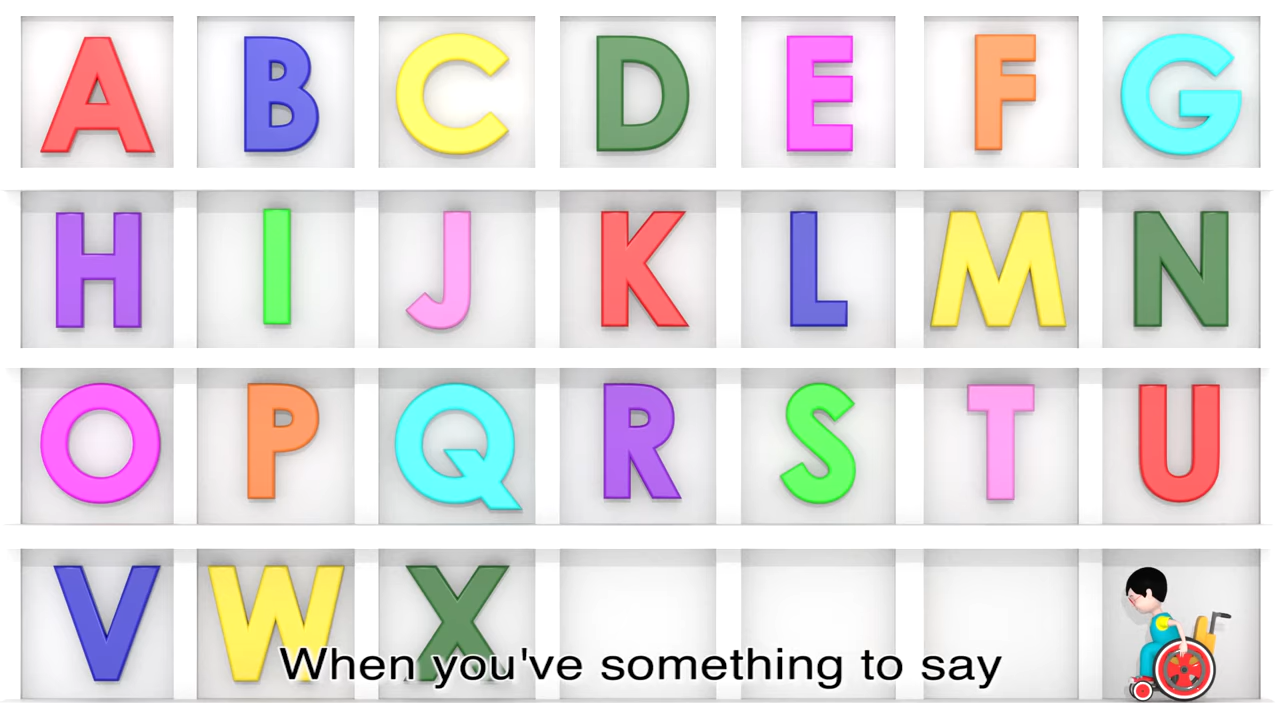 A B C D E F G
H I J K L M N
O P Q R S T U
V W X
When you've something to say